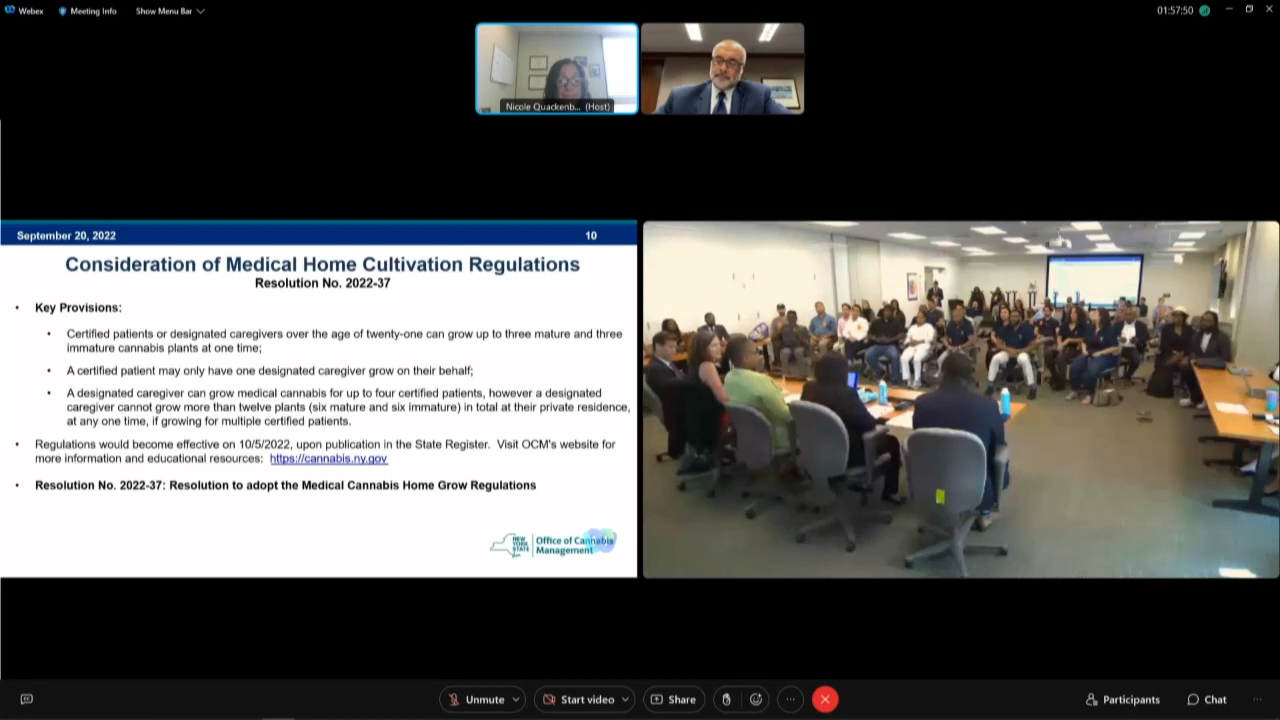 Webex
Meeting Info
Show Menu Bar
01:57:50
Nicole Quackenb... (Host)
September 20, 2022
10
Consideration of Medical Home Cultivation Regulations
Resolution No. 2022-37
• Key Provisions:
• Certified patients or designated caregivers over the age of twenty-one can grow up to three mature and three
immature cannabis plants at one time;
• A certified patient may only have one designated caregiver grow on their behalf;
• A designated caregiver can grow medical cannabis for up to four certified patients, however a designated
caregiver cannot grow more than twelve plants (six mature and six immature) in total at their private residence,
at any one time, if growing for multiple certified patients.
• Regulations would become effective on 10/5/2022, upon publication in the State Register. Visit OCM's website for
more information and educational resources: https://cannabis.ny.gov
• Resolution No. 2022-37: Resolution to adopt the Medical Cannabis Home Grow Regulations
NEW
YORK
STATE
Office of Cannabis
Management
Unmute
Start video
Share
Participants
Chat